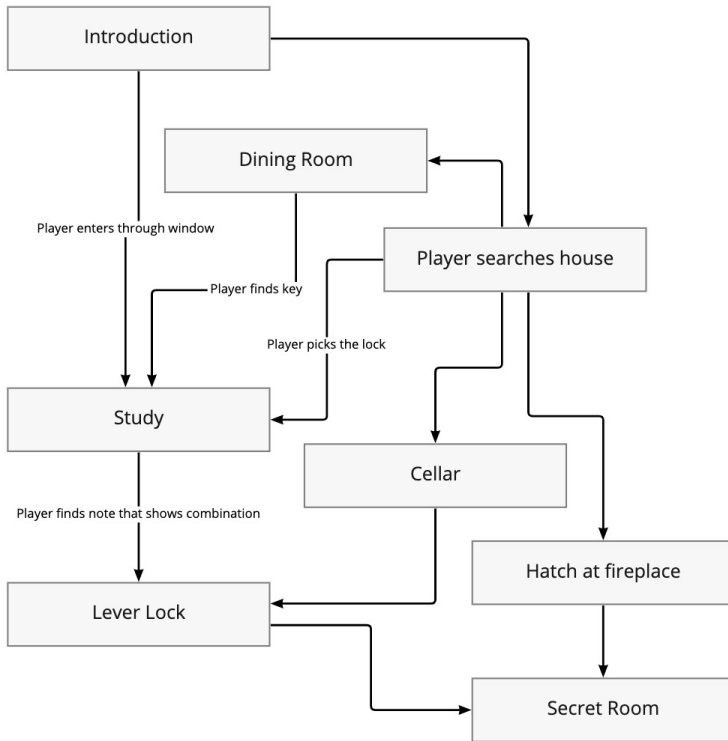 Introduction
Dining Room
Player enters through window
Player searches house
Player finds key
Player picks the lock
Study
Cellar
Player finds note that shows combination
Hatch at fireplace
Lever Lock
Secret Room